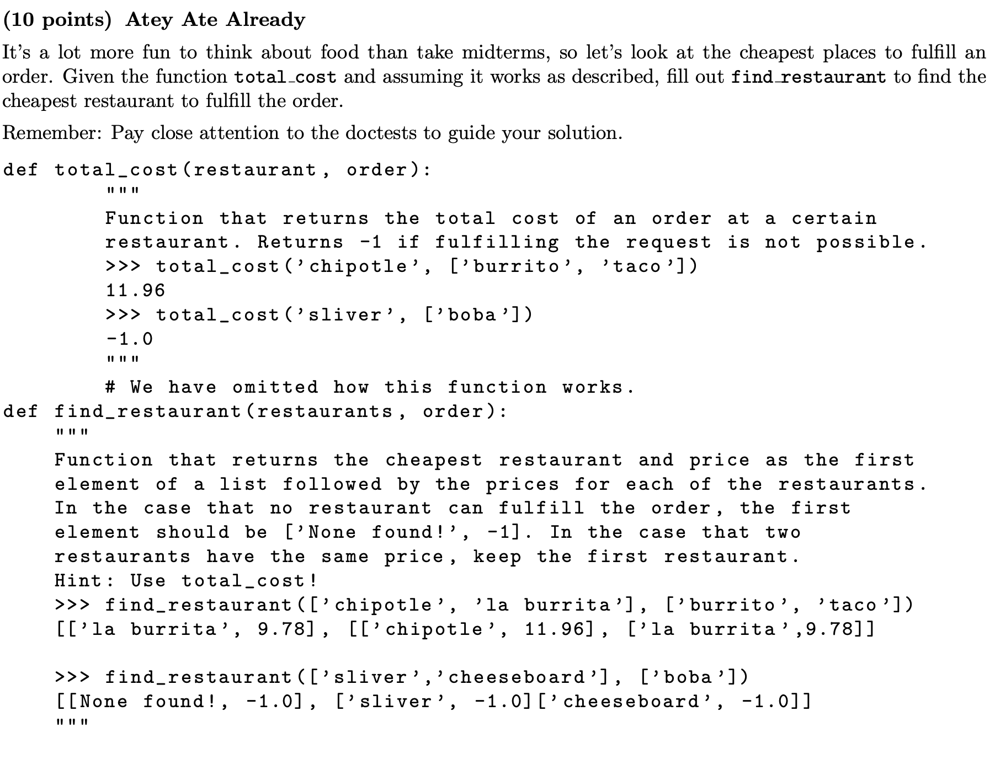 (10 points) Atey Ate Already
It's a lot more fun to think about food than take midterms, so let's look at the cheapest places to fulfill an
order. Given the function total_cost and assuming it works as described, fill out find_restaurant to find the
cheapest restaurant to fulfill the order.
Remember: Pay close attention to the doctests to guide your solution.
def total_cost(restaurant, order):
"""
Function that returns the total cost of an order at a certain
restaurant. Returns -1 if fulfilling the request is not possible.
>>> total_cost('chipotle', ['burrito', 'taco'])
11.96
>>> total_cost('sliver', ['boba'])
-1.0
"""
# We have omitted how this function works.
def find_restaurant(restaurants, order):
"""
Function that returns the cheapest restaurant and price as the first
element of a list followed by the prices for each of the restaurants.
In the case that no restaurant can fulfill the order, the first
element should be ['None found!', -1]. In the case that two
restaurants have the same price, keep the first restaurant.
Hint: Use total_cost!
>>> find_restaurant(['chipotle', 'la burrita'], ['burrito', 'taco'])
[['la burrita', 9.78], [['chipotle', 11.96], ['la burrita',9.78]]
>>> find_restaurant(['sliver','cheeseboard'], ['boba'])
[[None found!, -1.0], ['sliver', -1.0]['cheeseboard', -1.0]]
"""